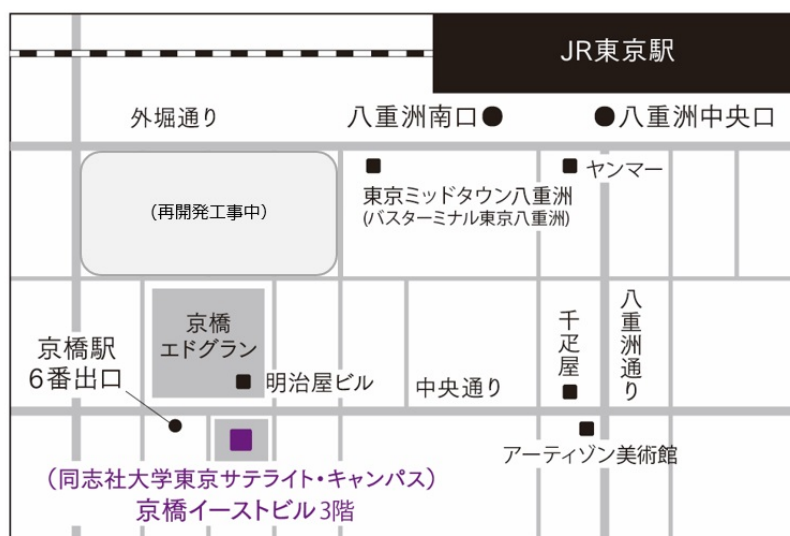 JR東京駅
外堀通り
八重洲南口
八重洲中央口
ヤンマー
東京ミッドタウン八重洲
(バスターミナル東京八重洲)
(再開発工事中)
京橋
エドグラン
千疋屋
八重洲通り
京橋駅
6番出口
明治屋ビル
中央通り
アーティゾン美術館
(同志社大学東京サテライト・キャンパス)
京橋イーストビル 3階